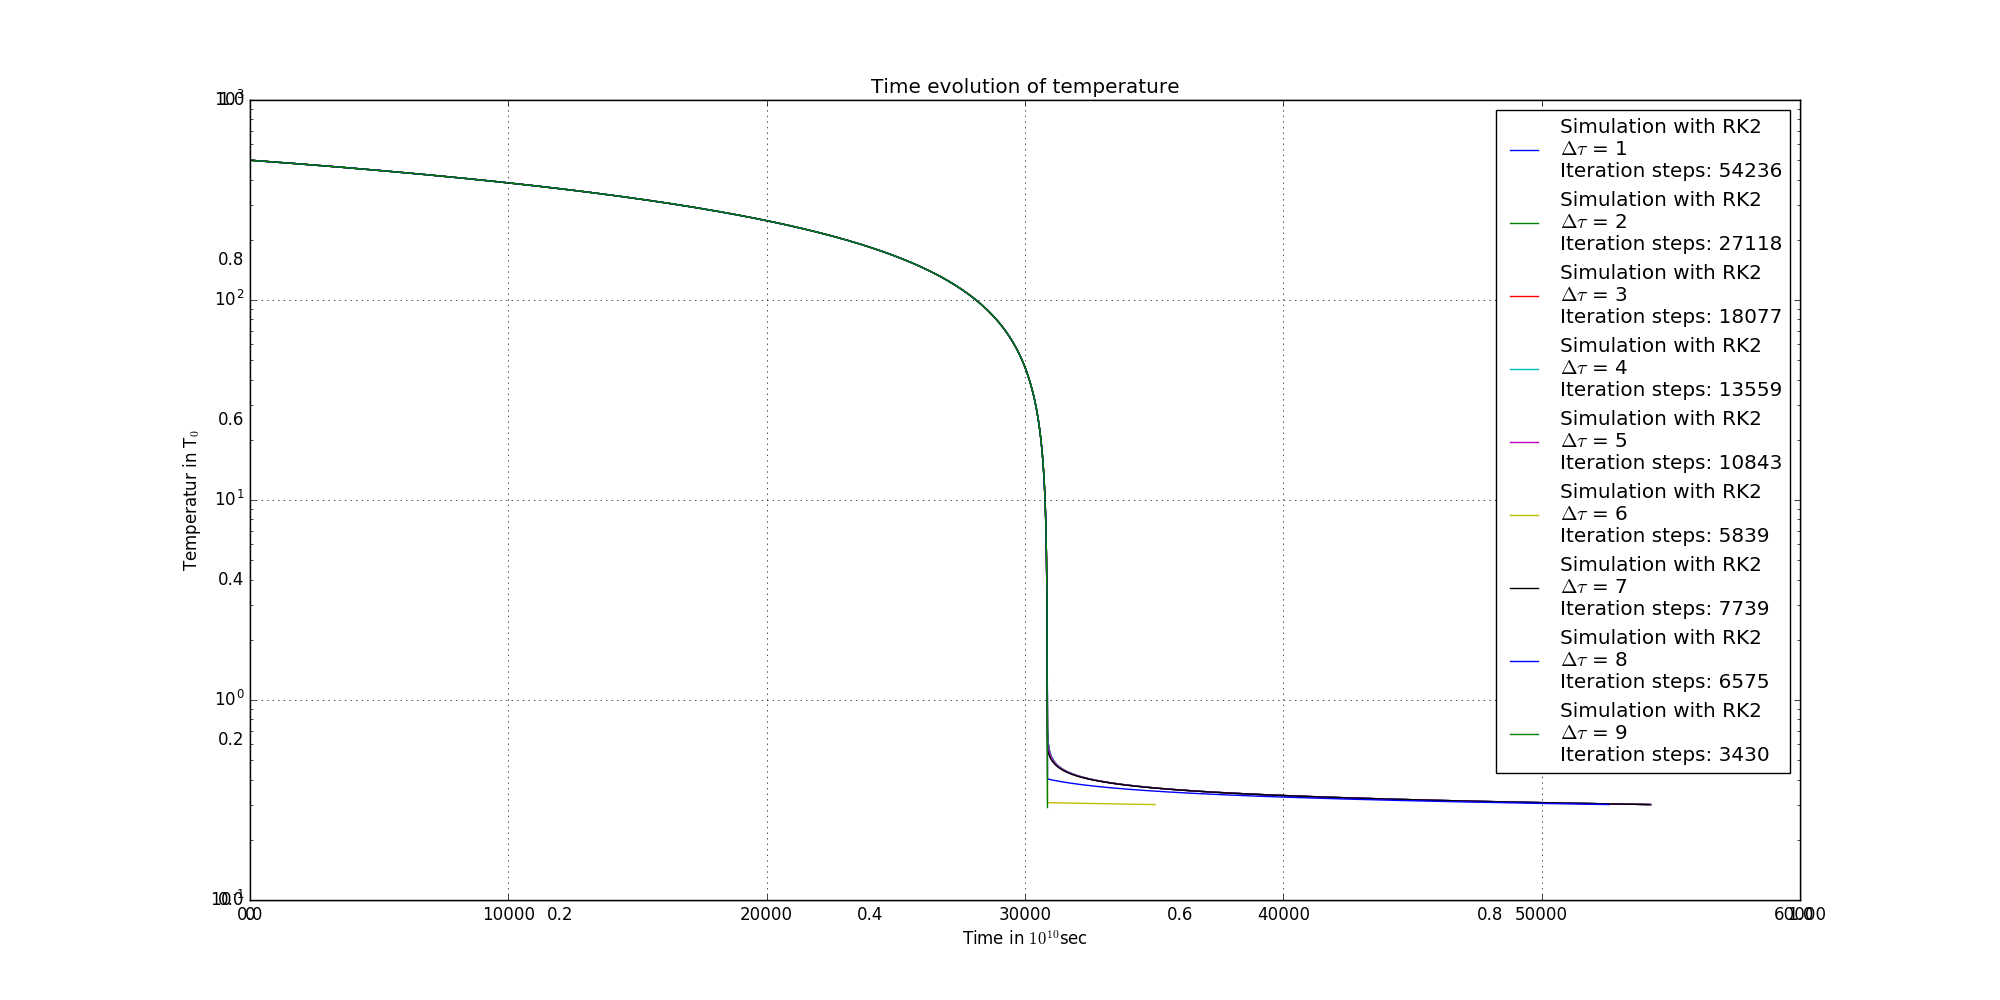 Time evolution of temperature
Temperatur in T₀
0.8
10²
0.6
10¹
0.4
10⁰
0.2
10000 0.2 20000 0.4 30000 0.6 40000 0.8 50000
Time in 10¹⁰sec
Simulation with RK2
Δτ = 1
Iteration steps: 54236
Simulation with RK2
Δτ = 2
Iteration steps: 27118
Simulation with RK2
Δτ = 3
Iteration steps: 18077
Simulation with RK2
Δτ = 4
Iteration steps: 13559
Simulation with RK2
Δτ = 5
Iteration steps: 10843
Simulation with RK2
Δτ = 6
Iteration steps: 5839
Simulation with RK2
Δτ = 7
Iteration steps: 7739
Simulation with RK2
Δτ = 8
Iteration steps: 6575
Simulation with RK2
Δτ = 9
Iteration steps: 3430